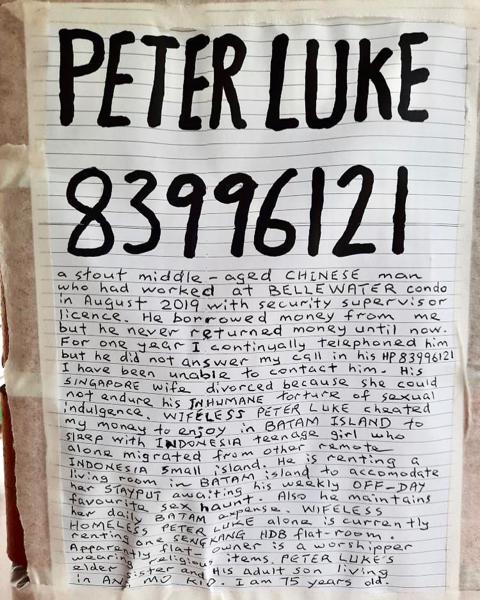 PETER LUKE
83996121
a stout middle-aged CHINESE man
who had worked at BELLEWATER condo
in August 2019 with security supervisor
licence. He borrowed money from me
but he never returned money until now.
For one year I continually telephoned him
but he did not answer my call in his HP 83996121
I have been unable to contact him. His
SINGAPORE wife divorced because she could
not endure his INHUMANE torture of sexual
indulgence. WIFELESS PETER LUKE cheated
my money to enjoy in BATAM ISLAND to
sleep with INDONESIA teenage girl who
alone migrated from other remote
INDONESIA small island. He is renting a
living room in BATAM island to accomodate
her STAYPUT awaiting his weekly OFF-DAY
favourite sex haunt. Also he maintains
her daily BATAM expense. WIFELESS
HOMELESS PETER LUKE alone is currently
renting one SENGKANG HDB flat-room.
Apparently flat-owner is a worshipper
wearing religious items. PETER LUKE'S
elder sister and His adult son living
in ANG MO KIO. I am 75 years old.